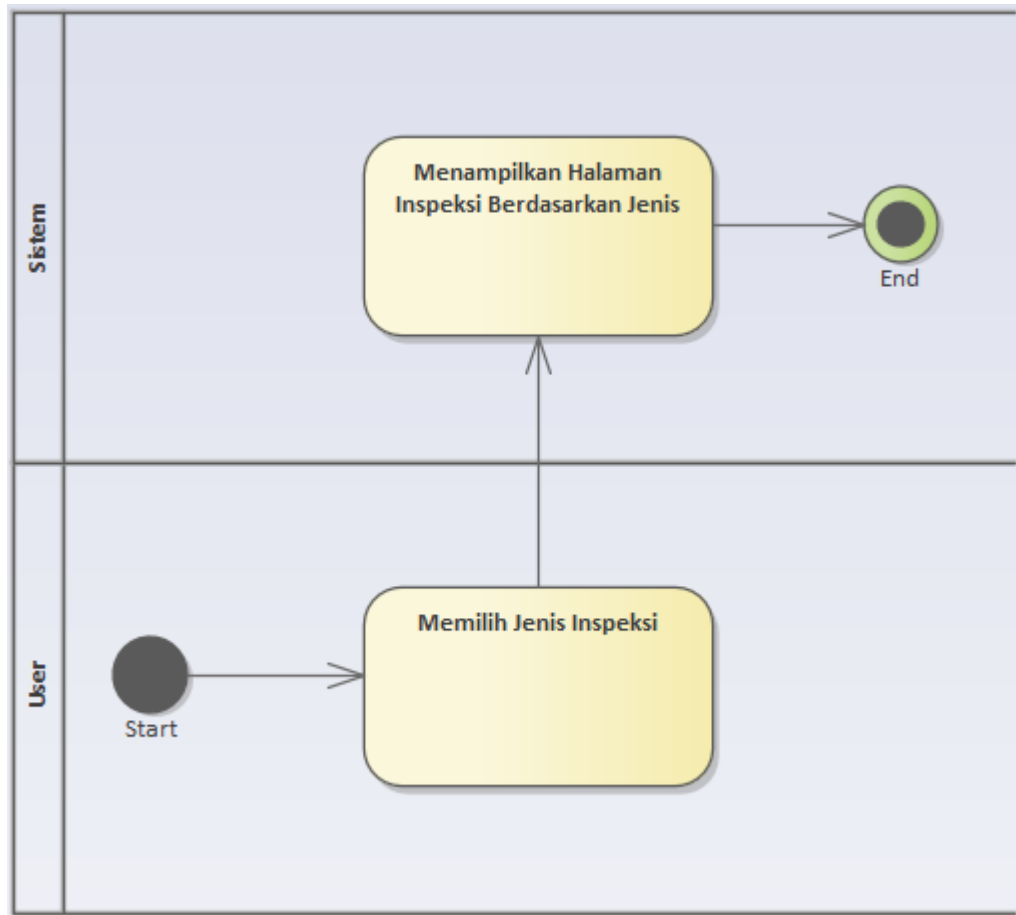 Sistem
Menampilkan Halaman
Inspeksi Berdasarkan Jenis
End
User
Memilih Jenis Inspeksi
Start